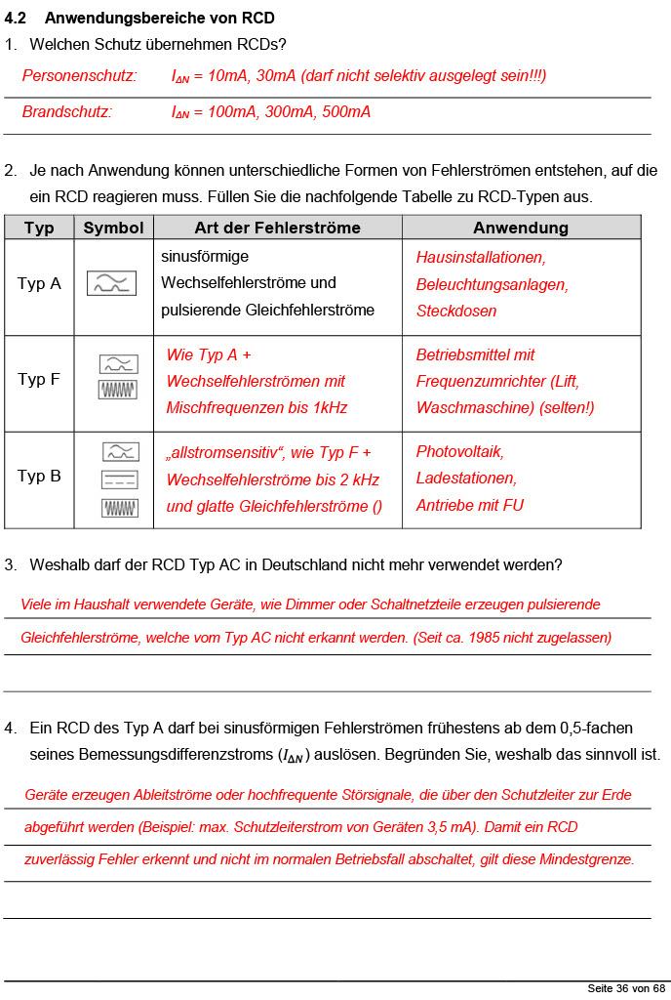 4.2 Anwendungsbereiche von RCD
1. Welchen Schutz übernehmen RCDs?
Personenschutz: IΔN = 10mA, 30mA (darf nicht selektiv ausgelegt sein!!!)
Brandschutz: IΔN = 100mA, 300mA, 500mA
2. Je nach Anwendung können unterschiedliche Formen von Fehlerströmen entstehen, auf die
ein RCD reagieren muss. Füllen Sie die nachfolgende Tabelle zu RCD-Typen aus.
Typ Symbol Art der Fehlerströme Anwendung
Typ A
sinusförmige
Wechselfehlerströme und
pulsierende Gleichfehlerströme
Hausinstallationen,
Beleuchtungsanlagen,
Steckdosen
Typ F
Wie Typ A +
Wechselfehlerströmen mit
Mischfrequenzen bis 1kHz
Betriebsmittel mit
Frequenzumrichter (Lift,
Waschmaschine) (selten!)
Typ B
„allstromsensitiv“, wie Typ F +
Wechselfehlerströme bis 2 kHz
und glatte Gleichfehlerströme ()
Photovoltaik,
Ladestationen,
Antriebe mit FU
3. Weshalb darf der RCD Typ AC in Deutschland nicht mehr verwendet werden?
Viele im Haushalt verwendete Geräte, wie Dimmer oder Schaltnetzteile erzeugen pulsierende
Gleichfehlerströme, welche vom Typ AC nicht erkannt werden. (Seit ca. 1985 nicht zugelassen)
4. Ein RCD des Typ A darf bei sinusförmigen Fehlerströmen frühestens ab dem 0,5-fachen
seines Bemessungsdifferenzstroms (IΔN) auslösen. Begründen Sie, weshalb das sinnvoll ist.
Geräte erzeugen Ableitströme oder hochfrequente Störsignale, die über den Schutzleiter zur Erde
abgeführt werden (Beispiel: max. Schutzleiterstrom von Geräten 3,5 mA). Damit ein RCD
zuverlässig Fehler erkennt und nicht im normalen Betriebsfall abschaltet, gilt diese Mindestgrenze.
Seite 36 von 68